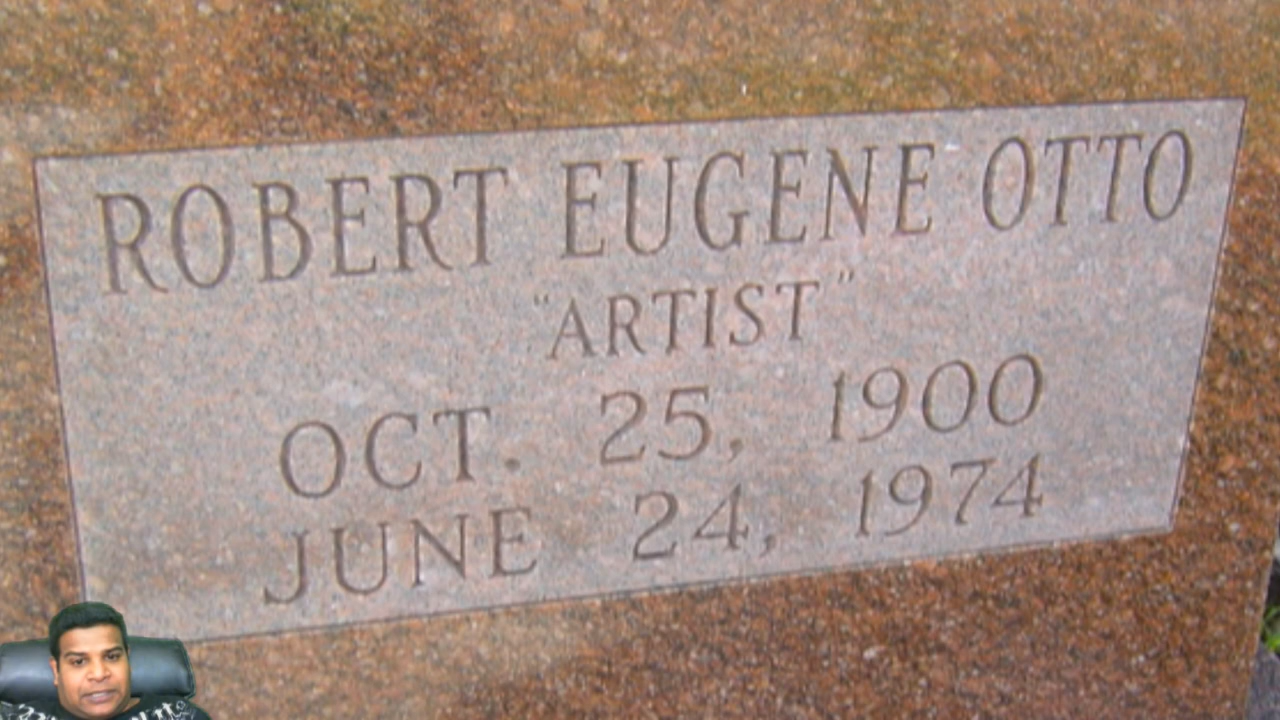 ROBERT EUGENE OTTO
"ARTIST"
OCT. 25, 1900
JUNE 24, 1974